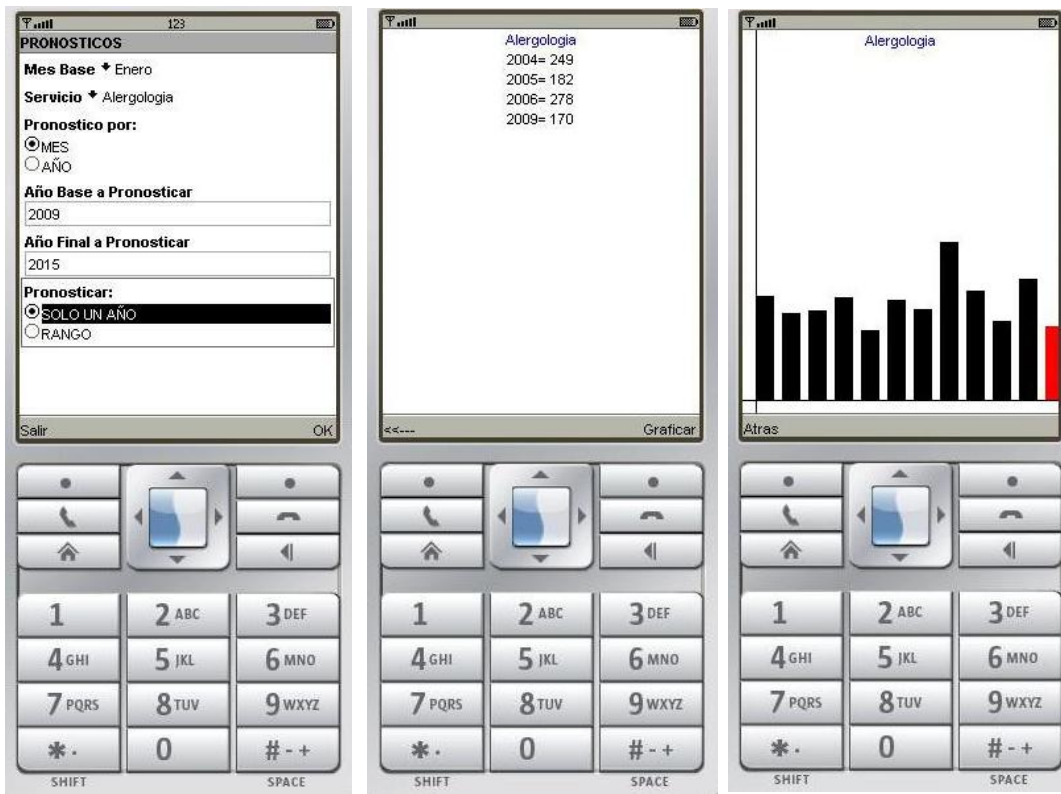 123
PRONOSTICOS
Mes Base Enero
Servicio Alergologia
Pronostico por:
MES
AÑO
Año Base a Pronosticar
2009
Año Final a Pronosticar
2015
Pronosticar:
SOLO UN AÑO
RANGO
Salir OK
1 2 ABC 3 DEF
4 GHI 5 JKL 6 MNO
7 PQRS 8 TUV 9 WXYZ
* . 0 # - +
SHIFT SPACE
Alergologia
2004= 249
2005= 182
2006= 278
2009= 170
<<--- Graficar
1 2 ABC 3 DEF
4 GHI 5 JKL 6 MNO
7 PQRS 8 TUV 9 WXYZ
* . 0 # - +
SHIFT SPACE
Alergologia
Atras
1 2 ABC 3 DEF
4 GHI 5 JKL 6 MNO
7 PQRS 8 TUV 9 WXYZ
* . 0 # - +
SHIFT SPACE